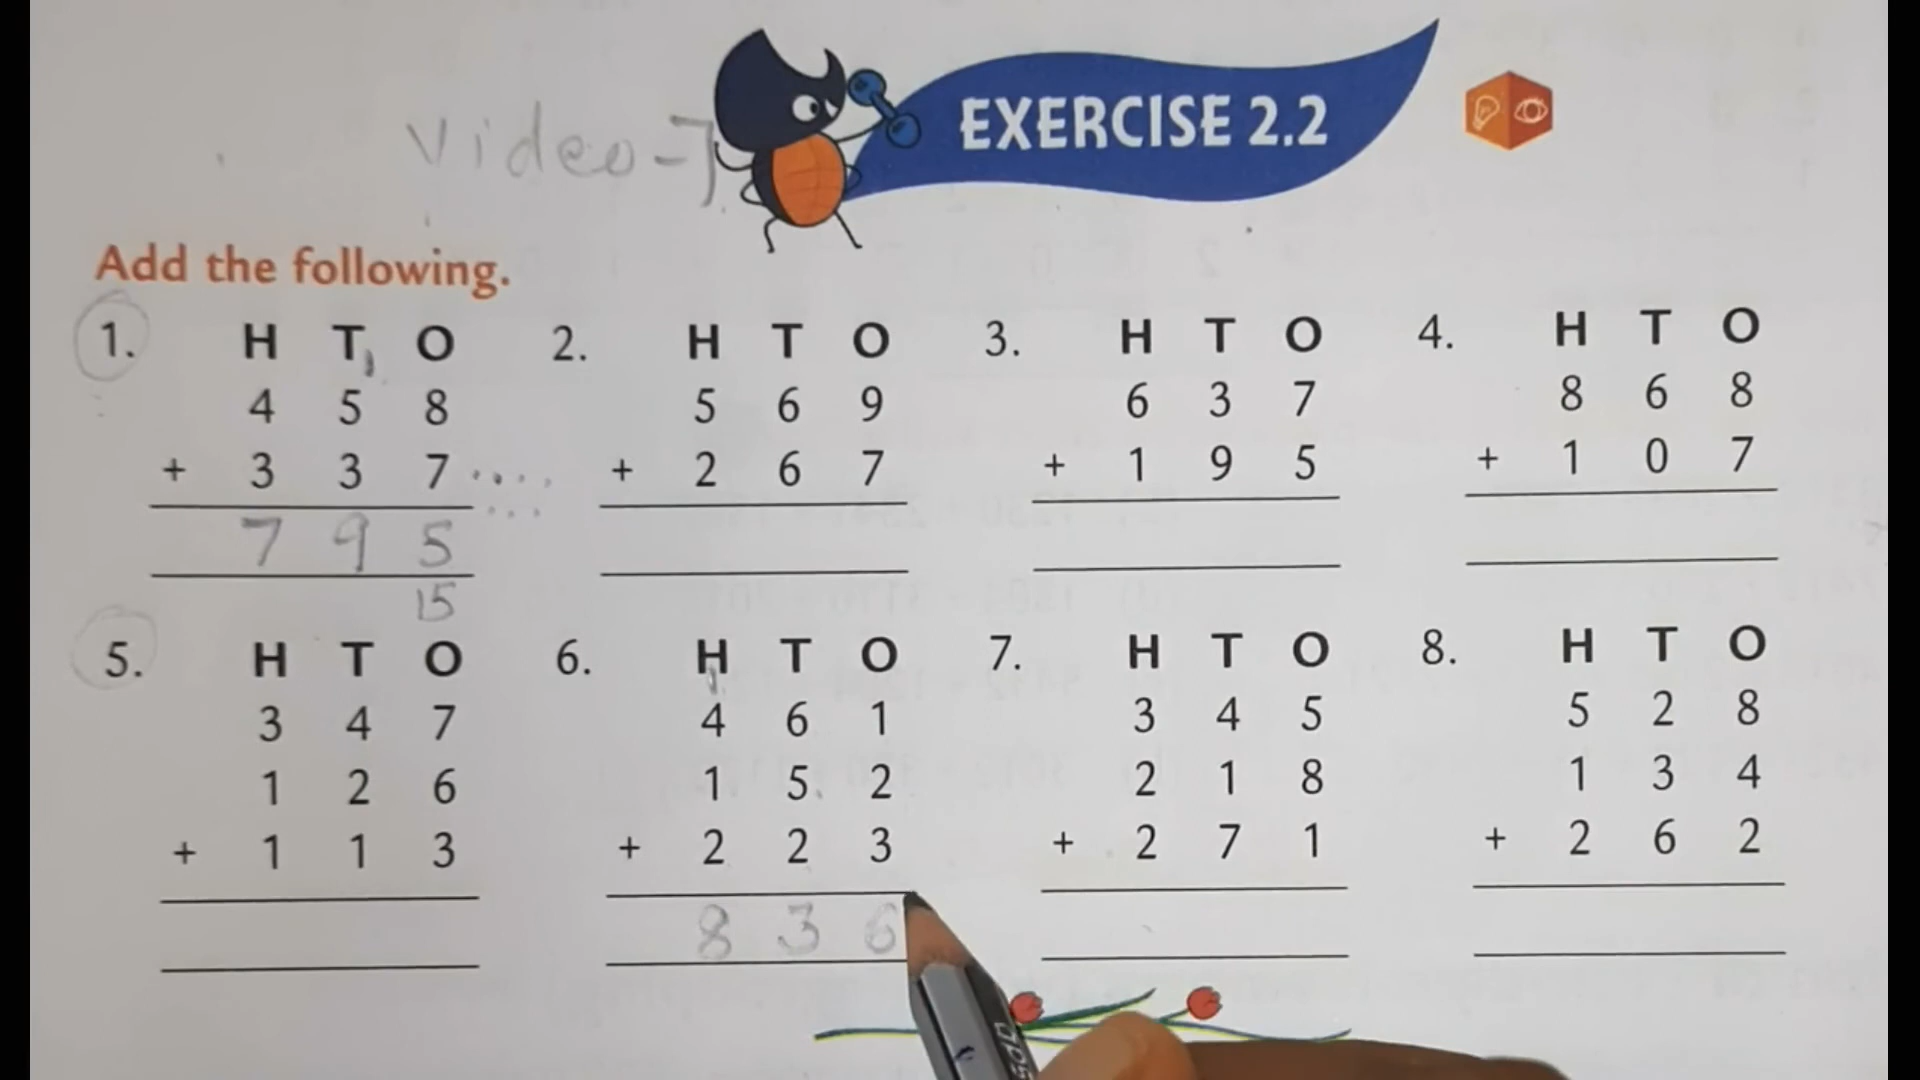 Video-7
EXERCISE 2.2
Add the following.
1. H T O 2. H T O 3. H T O 4. H T O
1
4 5 8 5 6 9 6 3 7 8 6 8
+ 3 3 7 + 2 6 7 + 1 9 5 + 1 0 7
7 9 5
15
5. H T O 6. H T O 7. H T O 8. H T O
1
3 4 7 4 6 1 3 4 5 5 2 8
1 2 6 1 5 2 2 1 8 1 3 4
+ 1 1 3 + 2 2 3 + 2 7 1 + 2 6 2
8 3 6